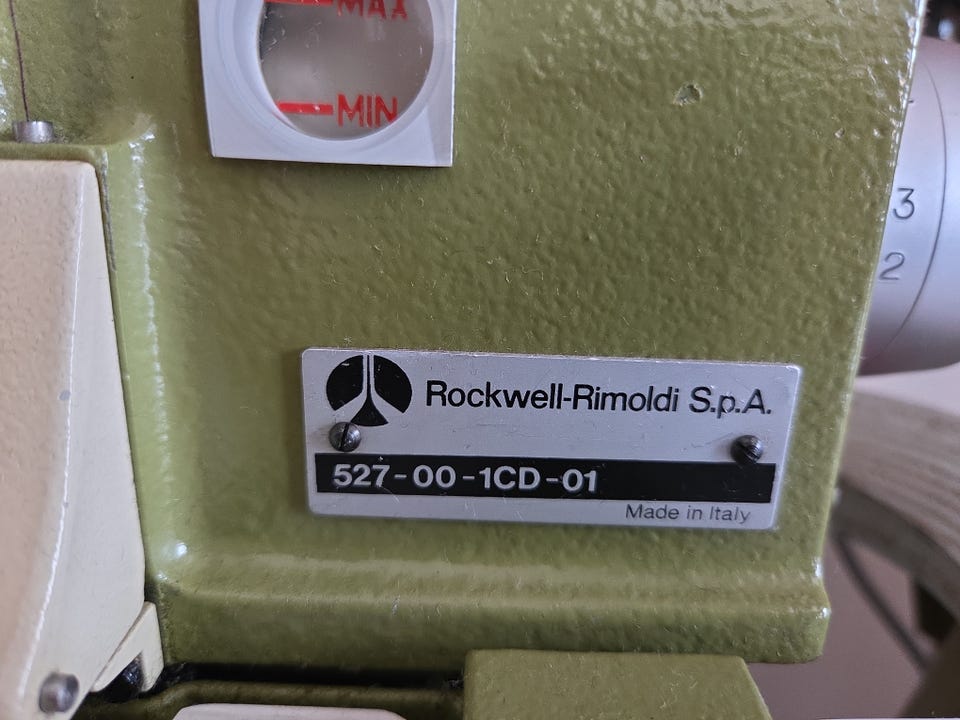 MAX
MIN
3
2
Rockwell-Rimoldi S.p.A.
527-00-1CD-01
Made in Italy